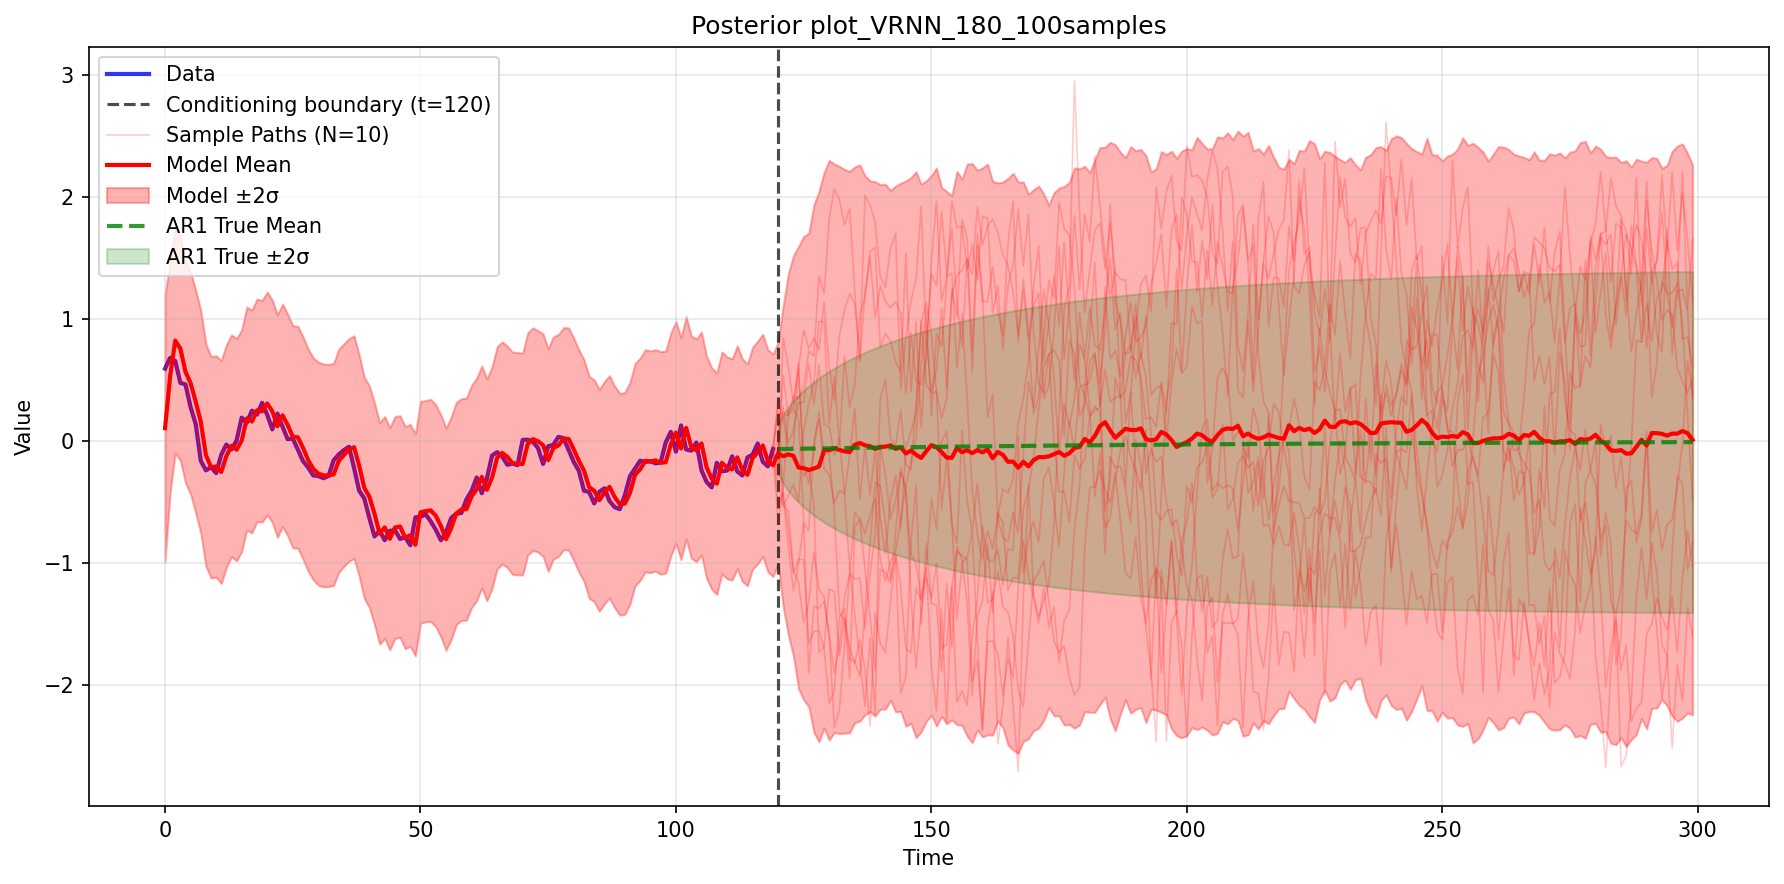 Posterior plot_VRNN_180_100samples
Data
Conditioning boundary (t=120)
Sample Paths (N=10)
Model Mean
Model ±2σ
AR1 True Mean
AR1 True ±2σ
Value
3
2
1
0
−1
−2
0
50
100
150
200
250
300
Time